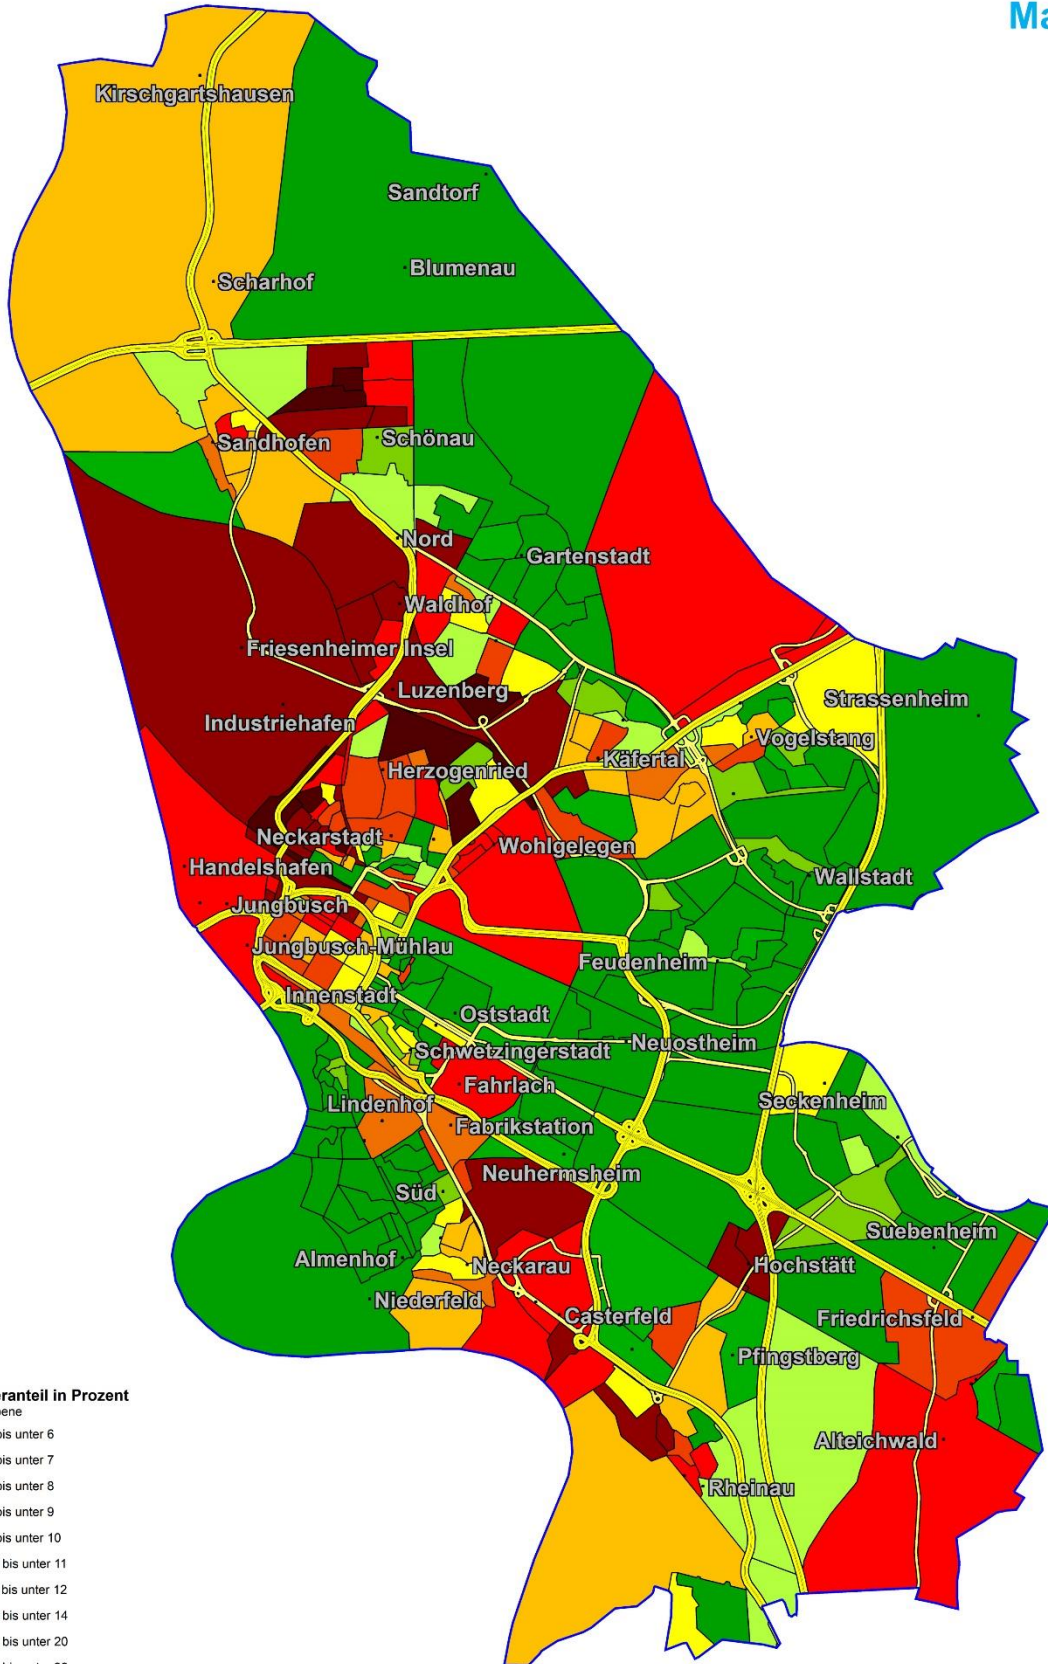 Ma
Kirschgartshausen
Sandtorf
Blumenau
Scharhof
Sandhofen
Schönau
Nord
Gartenstadt
Waldhof
Friesenheimer Insel
Luzenberg
Strassenheim
Industriehafen
Vogelstang
Käfertal
Herzogenried
Neckarstadt
Wohlgelegen
Handelshafen
Wallstadt
Jungbusch
Jungbusch-Mühlau
Feudenheim
Innenstadt
Oststadt
Neuostheim
Schwetzingerstadt
Fahrlach
Seckenheim
Lindenhof
Fabrikstation
Neuhermsheim
Süd
Suebenheim
Almenhof
Neckarau
Hochstätt
Niederfeld
Casterfeld
Friedrichsfeld
Pfingstberg
eranteil in Prozent
ene
bis unter 6
bis unter 7
bis unter 8
bis unter 9
bis unter 10
bis unter 11
bis unter 12
bis unter 14
bis unter 20
Alteichwald
Rheinau